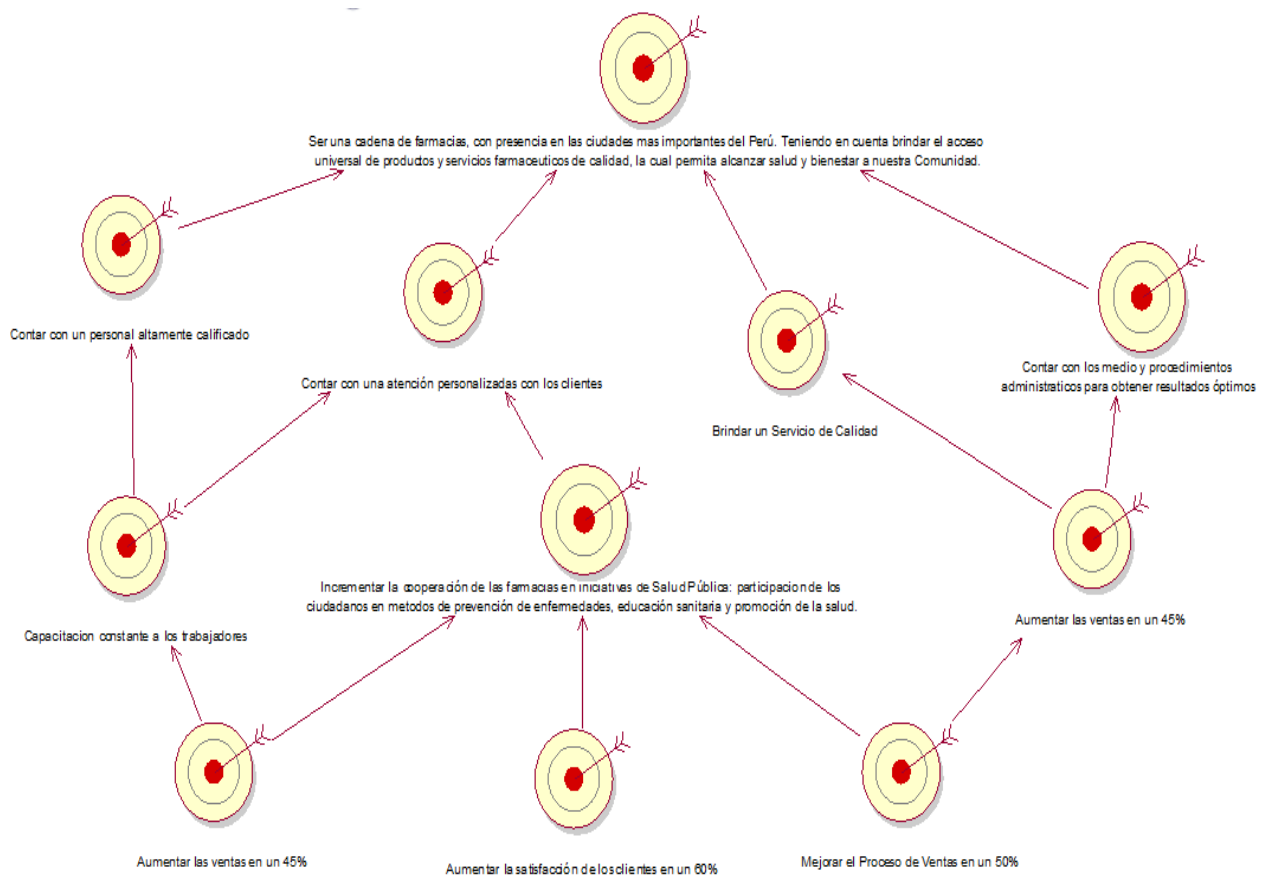 Ser una cadena de farmacias, con presencia en las ciudades mas importantes del Perú. Teniendo en cuenta brindar el acceso
universal de productos y servicios farmaceuticos de calidad, la cual permita alcanzar salud y bienestar a nuestra Comunidad.
Contar con un personal altamente calificado
Contar con una atención personalizadas con los clientes
Brindar un Servicio de Calidad
Contar con los medio y procedimientos
administraticos para obtener resultados óptimos
Capacitacion constante a los trabajadores
Incrementar la cooperación de las farmacias en iniciativas de Salud Pública: participacion de los
ciudadanos en metodos de prevención de enfermedades, educación sanitaria y promoción de la salud.
Aumentar las ventas en un 45%
Aumentar las ventas en un 45%
Aumentar la satisfacción de los clientes en un 60%
Mejorar el Proceso de Ventas en un 50%